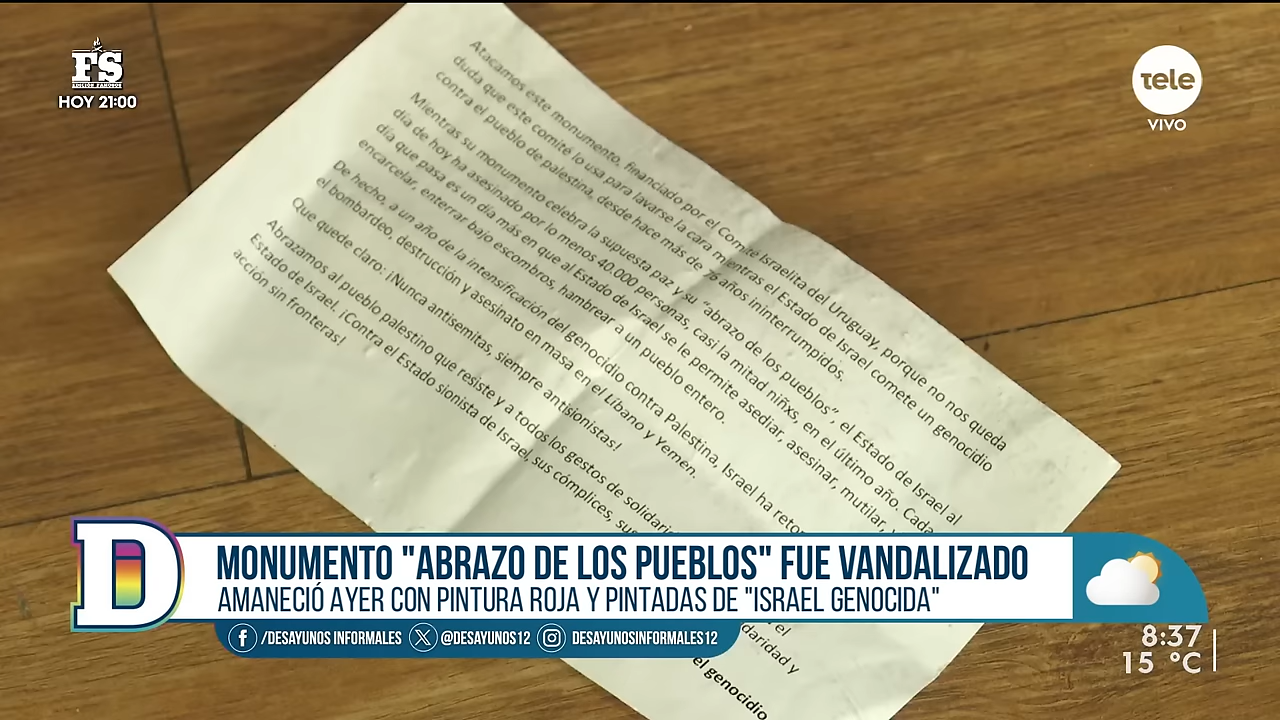 FS
EDICIÓN FAMOSOS
HOY 21:00
tele
VIVO
Atacamos este monumento, financiado por el Comité Israelita del Uruguay, porque no nos queda
duda que este comité lo usa para lavarse la cara mientras el Estado de Israel comete un genocidio
contra el pueblo de palestina, desde hace más de 76 años ininterrumpidos.
Mientras su monumento celebra la supuesta paz y su "abrazo de los pueblos", el Estado de Israel al
día de hoy ha asesinado por lo menos 40.000 personas, casi la mitad niñxs, en el último año. Cada
día que pasa es un día más en que al Estado de Israel se le permite asediar, asesinar, mutilar,
encarcelar, enterrar bajo escombros, hambrear a un pueblo entero.
De hecho, a un año de la intensificación del genocidio contra Palestina, Israel ha
el bombardeo, destrucción y asesinato en masa en el Líbano y Yemen.
Que quede claro: ¡Nunca antisemitas, siempre antisionistas!
Abrazamos al pueblo palestino que resiste y a todos los gestos de
Estado de Israel. ¡Contra el Estado sionista de Israel, sus cómplices,
acción sin fronteras!
el
daridad y
el genocidio
D
MONUMENTO "ABRAZO DE LOS PUEBLOS" FUE VANDALIZADO
AMANECIÓ AYER CON PINTURA ROJA Y PINTADAS DE "ISRAEL GENOCIDA"
/DESAYUNOS INFORMALES @DESAYUNOS12 DESAYUNOSINFORMALES12
8:37
15 °C